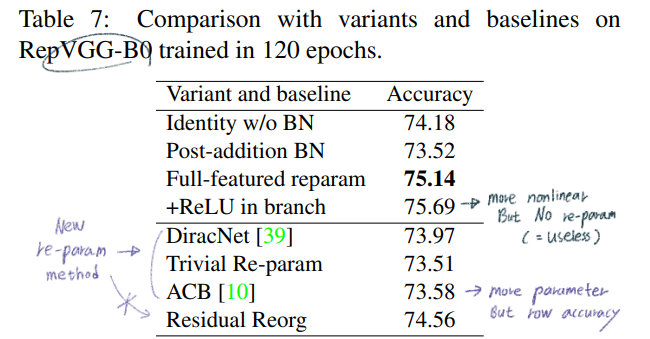 Table 7: Comparison with variants and baselines on
RepVGG-B0 trained in 120 epochs.
Variant and baseline Accuracy
Identity w/o BN 74.18
Post-addition BN 73.52
Full-featured reparam 75.14
+ReLU in branch 75.69 → more nonlinear
But No re-param
( = useless )
DiracNet [39] 73.97
New
re-param →
method
Trivial Re-param 73.51
ACB [10] 73.58 → more parameter
But row accuracy
Residual Reorg 74.56